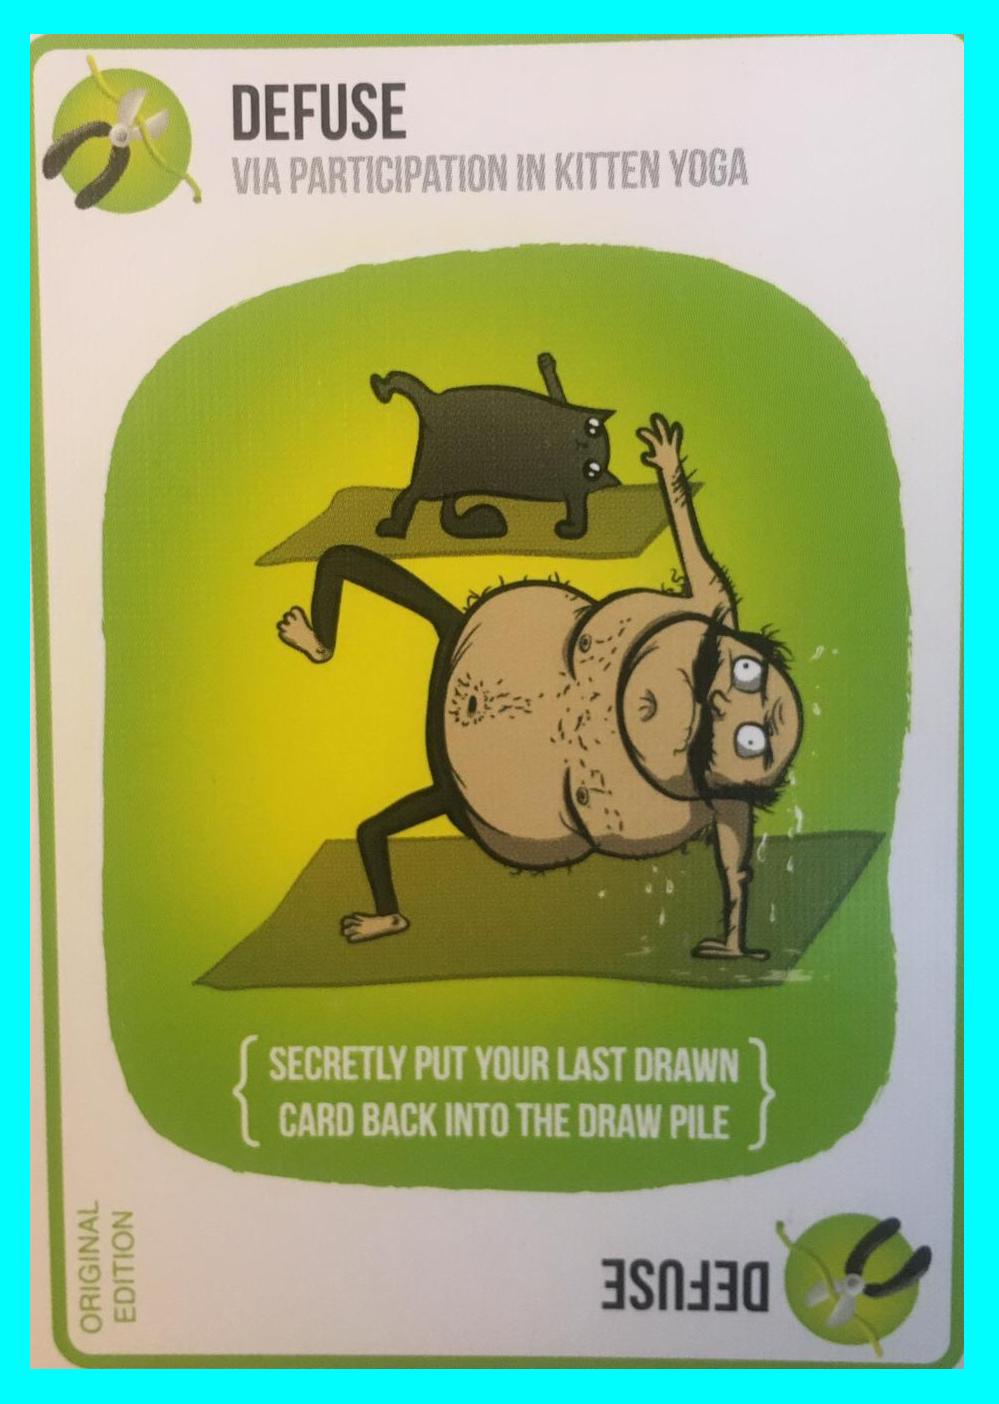 DEFUSE
VIA PARTICIPATION IN KITTEN YOGA
SECRETLY PUT YOUR LAST DRAWN
CARD BACK INTO THE DRAW PILE
ORIGINAL
EDITION
DEFUSE